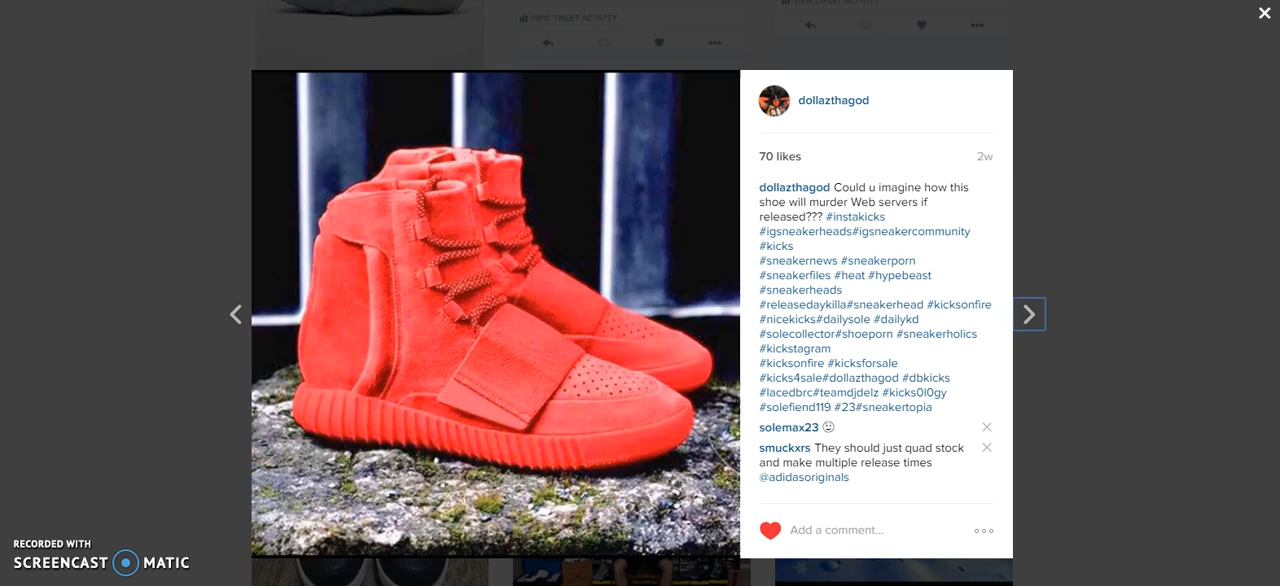 VIEW TWEET ACTIVITY
dollazthagod
70 likes 2w
dollazthagod Could u imagine how this
shoe will murder Web servers if
released??? #instakicks
#igsneakerheads#igsneakercommunity
#kicks
#sneakernews #sneakerporn
#sneakerfiles #heat #hypebeast
#sneakerheads
#releasedaykilla#sneakerhead #kicksonfire
#nicekicks#dailysole #dailykd
#solecollector#shoeporn #sneakerholics
#kickstagram
#kicksonfire #kicksforsale
#kicks4sale#dollazthagod #dbkicks
#lacedbrc#teamdjdelz #kicks0l0gy
#solefiend119 #23#sneakertopia
solemax23
smuckxrs They should just quad stock
and make multiple release times
@adidasoriginals
Add a comment...
RECORDED WITH
SCREENCAST MATIC